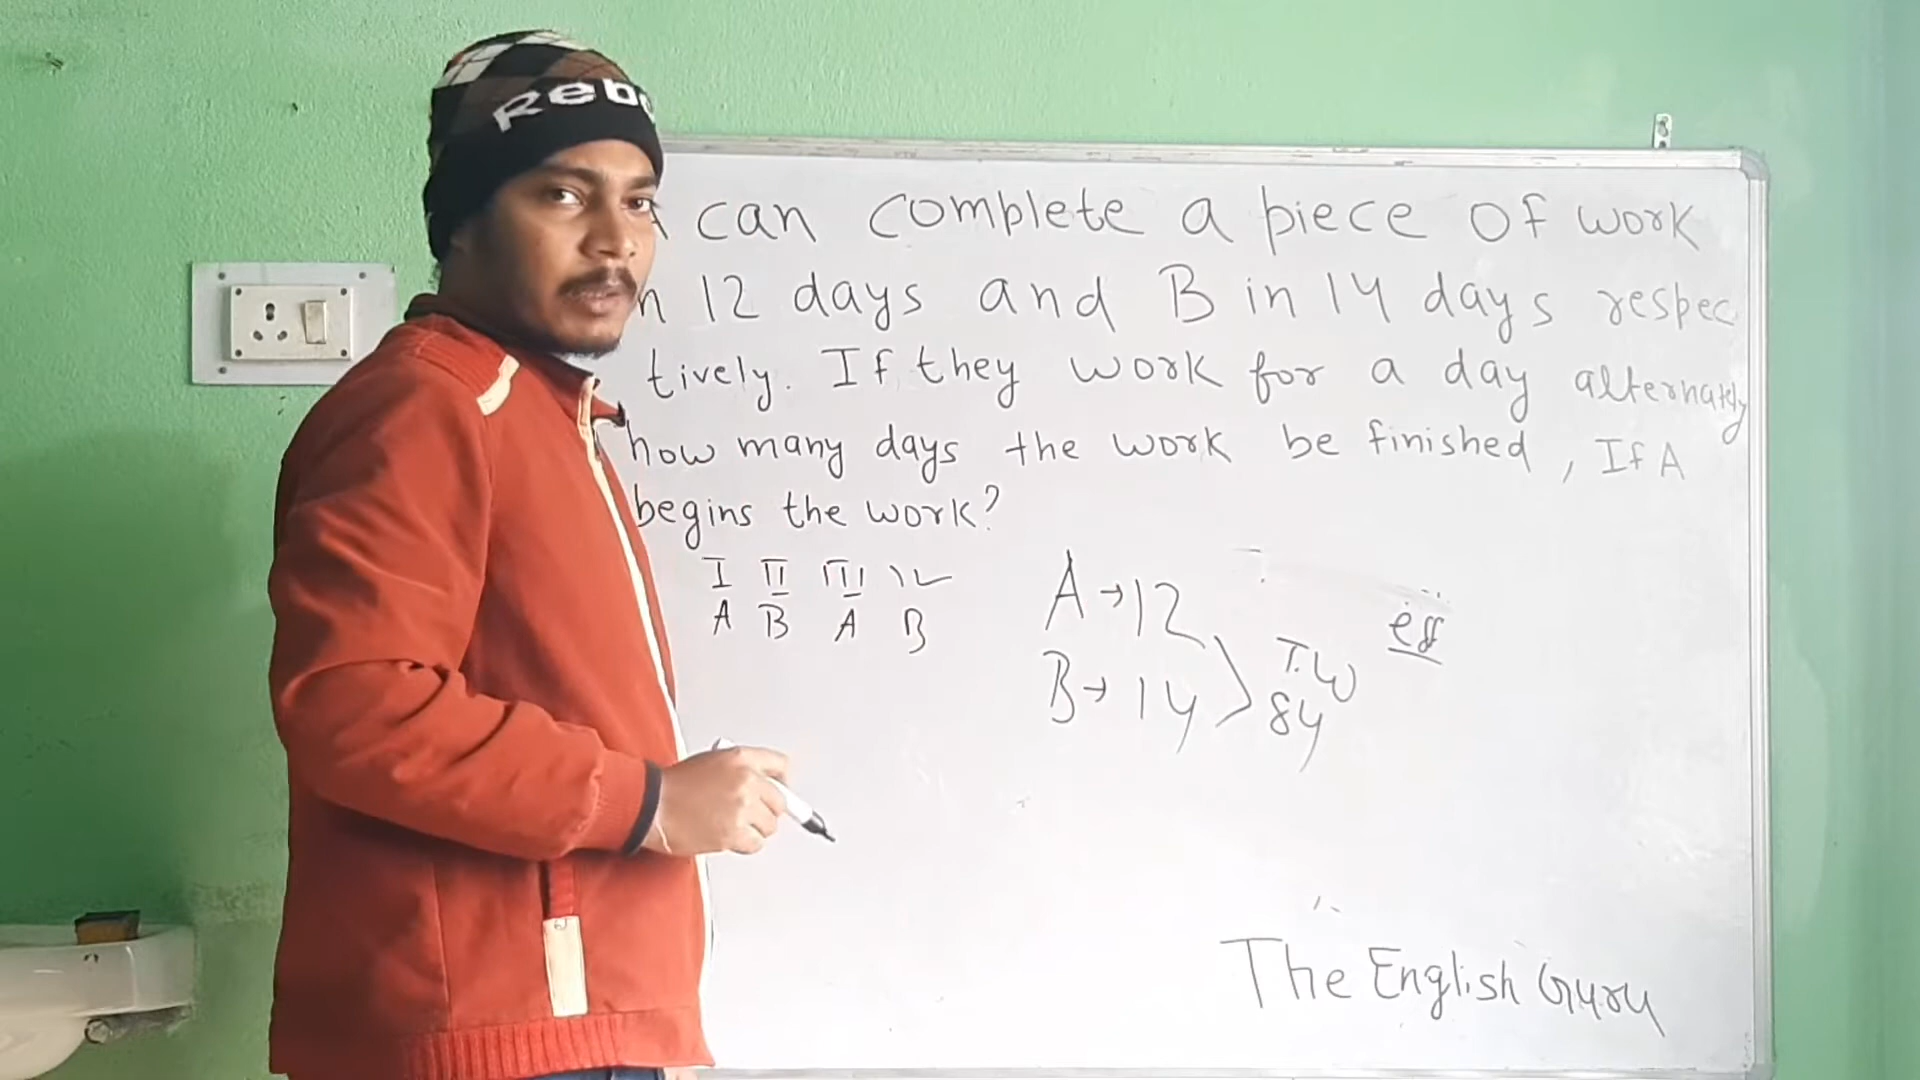 Reb
can complete a piece of work
n 12 days and B in 14 days respec
tively. If they work for a day alternately
how many days the work be finished, If A
begins the work?
I II III IV
A B A B
A → 12
B → 14
T.W
84
eff
The English Guru